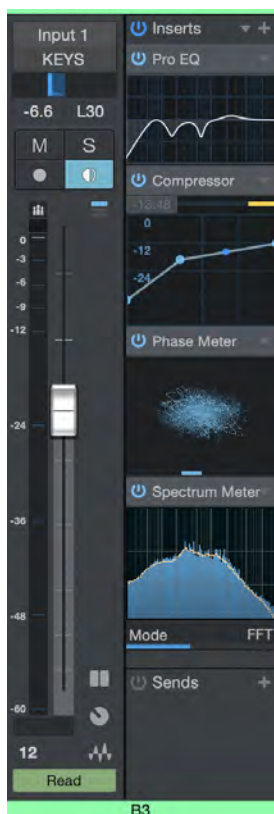 Input 1
KEYS
-6.6 L30
M S
0
-3
-6
-9
-12
-24
-36
-48
-60
12
Read
Inserts
Pro EQ
Compressor
-13.48
0
-12
-24
Phase Meter
Spectrum Meter
Mode FFT
Sends
B3